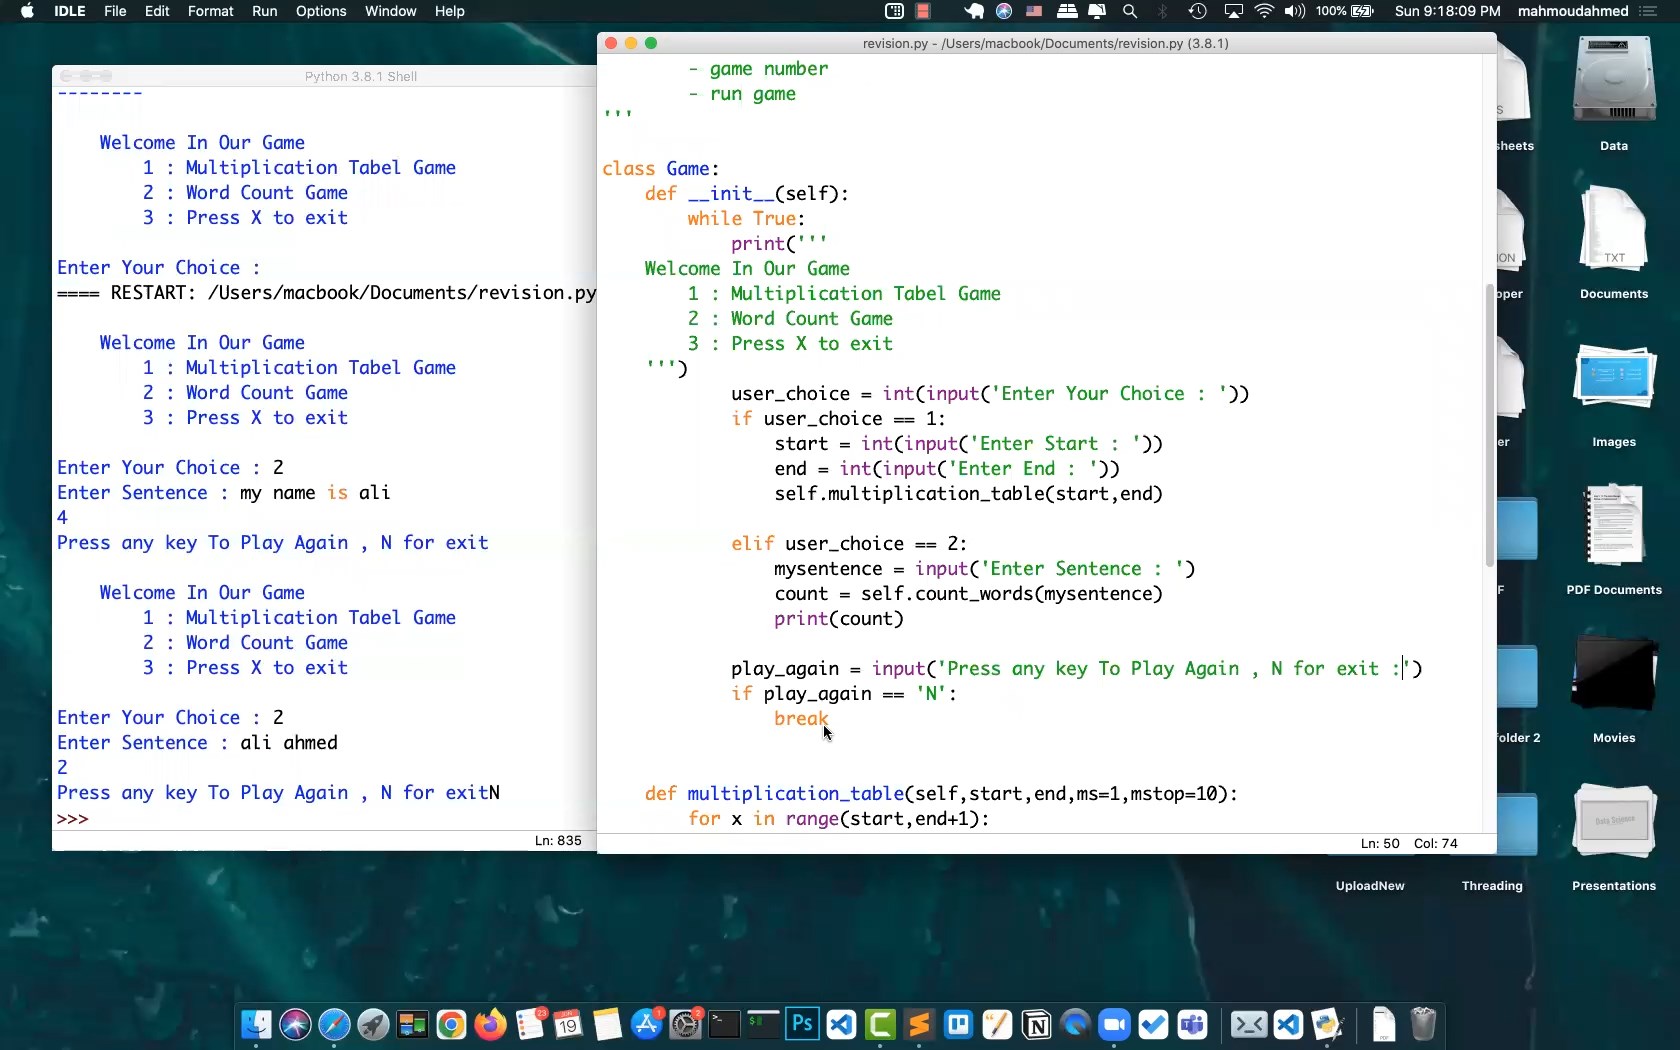 IDLE File Edit Format Run Options Window Help
100% Sun 9:18:09 PM mahmoudahmed
Python 3.8.1 Shell
--------
Welcome In Our Game
1 : Multiplication Tabel Game
2 : Word Count Game
3 : Press X to exit
Enter Your Choice :
==== RESTART: /Users/macbook/Documents/revision.py
Welcome In Our Game
1 : Multiplication Tabel Game
2 : Word Count Game
3 : Press X to exit
Enter Your Choice : 2
Enter Sentence : my name is ali
4
Press any key To Play Again , N for exit
Welcome In Our Game
1 : Multiplication Tabel Game
2 : Word Count Game
3 : Press X to exit
Enter Your Choice : 2
Enter Sentence : ali ahmed
2
Press any key To Play Again , N for exitN
>>>
Ln: 835
revision.py - /Users/macbook/Documents/revision.py (3.8.1)
- game number
- run game
'''
class Game:
def __init__(self):
while True:
print('''
Welcome In Our Game
1 : Multiplication Tabel Game
2 : Word Count Game
3 : Press X to exit
''')
user_choice = int(input('Enter Your Choice : '))
if user_choice == 1:
start = int(input('Enter Start : '))
end = int(input('Enter End : '))
self.multiplication_table(start,end)
elif user_choice == 2:
mysentence = input('Enter Sentence : ')
count = self.count_words(mysentence)
print(count)
play_again = input('Press any key To Play Again , N for exit :')
if play_again == 'N':
break
def multiplication_table(self,start,end,ms=1,mstop=10):
for x in range(start,end+1):
Ln: 50 Col: 74
sheets
Data
TXT
oper
Documents
er
Images
F
PDF Documents
older 2
Movies
Data Science
UploadNew
Threading
Presentations
23
JUN
19
1
2
Ps